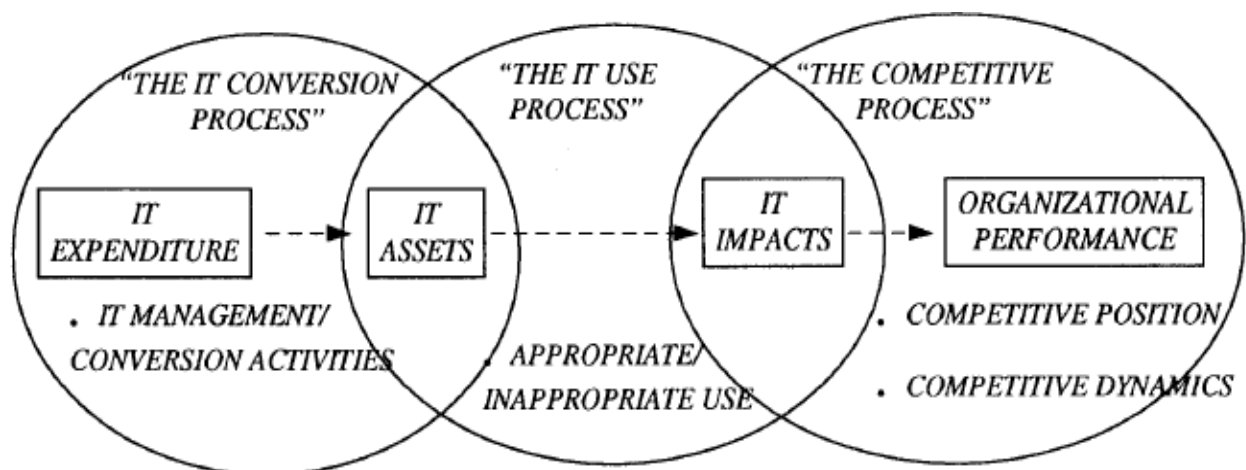 “THE IT CONVERSION
PROCESS”
“THE IT USE
PROCESS”
“THE COMPETITIVE
PROCESS”
IT
EXPENDITURE
IT
ASSETS
IT
IMPACTS
ORGANIZATIONAL
PERFORMANCE
• IT MANAGEMENT/
CONVERSION ACTIVITIES
• APPROPRIATE/
INAPPROPRIATE USE
• COMPETITIVE POSITION
• COMPETITIVE DYNAMICS